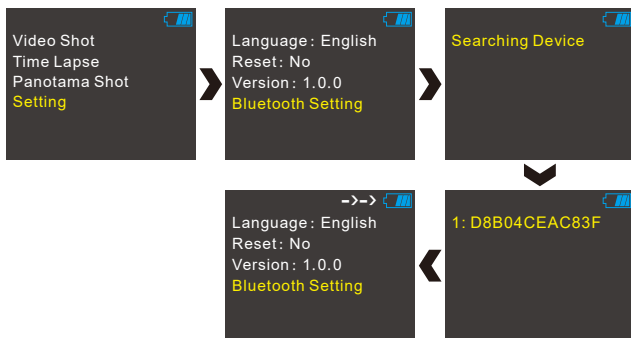 Video Shot
Time Lapse
Panotama Shot
Setting
Language: English
Reset: No
Version: 1.0.0
Bluetooth Setting
Searching Device
1: D8B04CEAC83F
->->
Language: English
Reset: No
Version: 1.0.0
Bluetooth Setting